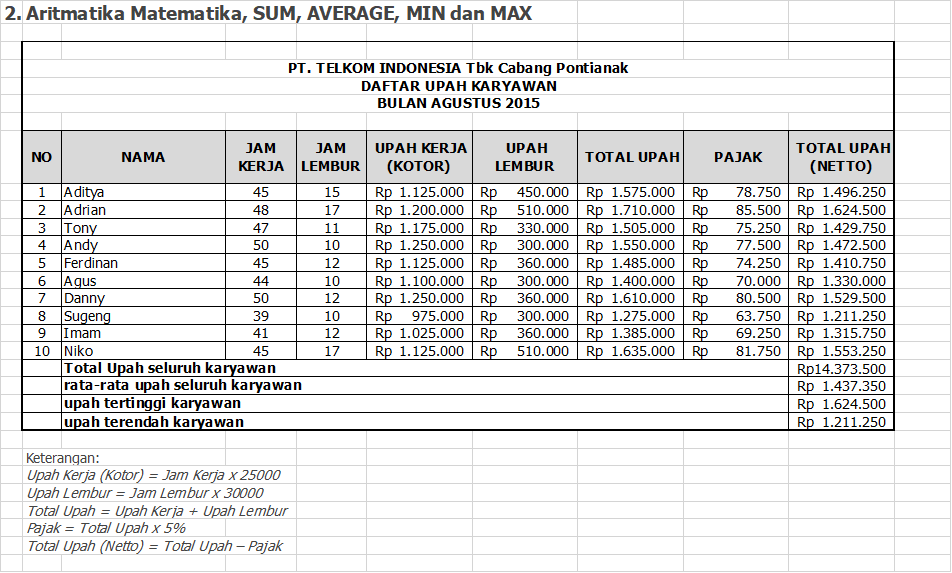 2. Aritmatika Matematika, SUM, AVERAGE, MIN dan MAX
PT. TELKOM INDONESIA Tbk Cabang Pontianak
DAFTAR UPAH KARYAWAN
BULAN AGUSTUS 2015
NO NAMA JAM KERJA JAM LEMBUR UPAH KERJA (KOTOR) UPAH LEMBUR TOTAL UPAH PAJAK TOTAL UPAH (NETTO)
1 Aditya 45 15 Rp 1.125.000 Rp 450.000 Rp 1.575.000 Rp 78.750 Rp 1.496.250
2 Adrian 48 17 Rp 1.200.000 Rp 510.000 Rp 1.710.000 Rp 85.500 Rp 1.624.500
3 Tony 47 11 Rp 1.175.000 Rp 330.000 Rp 1.505.000 Rp 75.250 Rp 1.429.750
4 Andy 50 10 Rp 1.250.000 Rp 300.000 Rp 1.550.000 Rp 77.500 Rp 1.472.500
5 Ferdinan 45 12 Rp 1.125.000 Rp 360.000 Rp 1.485.000 Rp 74.250 Rp 1.410.750
6 Agus 44 10 Rp 1.100.000 Rp 300.000 Rp 1.400.000 Rp 70.000 Rp 1.330.000
7 Danny 50 12 Rp 1.250.000 Rp 360.000 Rp 1.610.000 Rp 80.500 Rp 1.529.500
8 Sugeng 39 10 Rp 975.000 Rp 300.000 Rp 1.275.000 Rp 63.750 Rp 1.211.250
9 Imam 41 12 Rp 1.025.000 Rp 360.000 Rp 1.385.000 Rp 69.250 Rp 1.315.750
10 Niko 45 17 Rp 1.125.000 Rp 510.000 Rp 1.635.000 Rp 81.750 Rp 1.553.250
Total Upah seluruh karyawan Rp14.373.500
rata-rata upah seluruh karyawan Rp 1.437.350
upah tertinggi karyawan Rp 1.624.500
upah terendah karyawan Rp 1.211.250
Keterangan:
Upah Kerja (Kotor) = Jam Kerja x 25000
Upah Lembur = Jam Lembur x 30000
Total Upah = Upah Kerja + Upah Lembur
Pajak = Total Upah x 5%
Total Upah (Netto) = Total Upah – Pajak